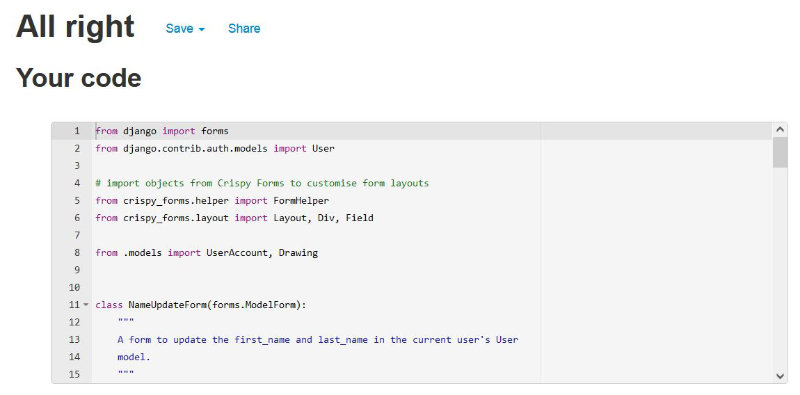 All right Save Share
Your code
1 from django import forms
2 from django.contrib.auth.models import User
3
4 # import objects from Crispy Forms to customise form layouts
5 from crispy_forms.helper import FormHelper
6 from crispy_forms.layout import Layout, Div, Field
7
8 from .models import UserAccount, Drawing
9
10
11 class NameUpdateForm(forms.ModelForm):
12 """
13 A form to update the first_name and last_name in the current user's User
14 model.
15 """